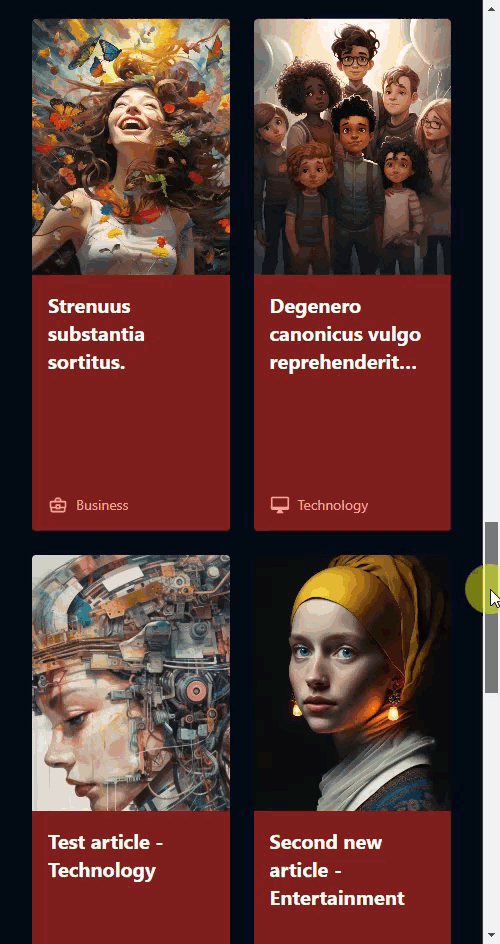 Strenuus
substantia
sortitus.
Business
Degenero
canonicus vulgo
reprehenderit...
Technology
Test article -
Technology
Second new
article -
Entertainment